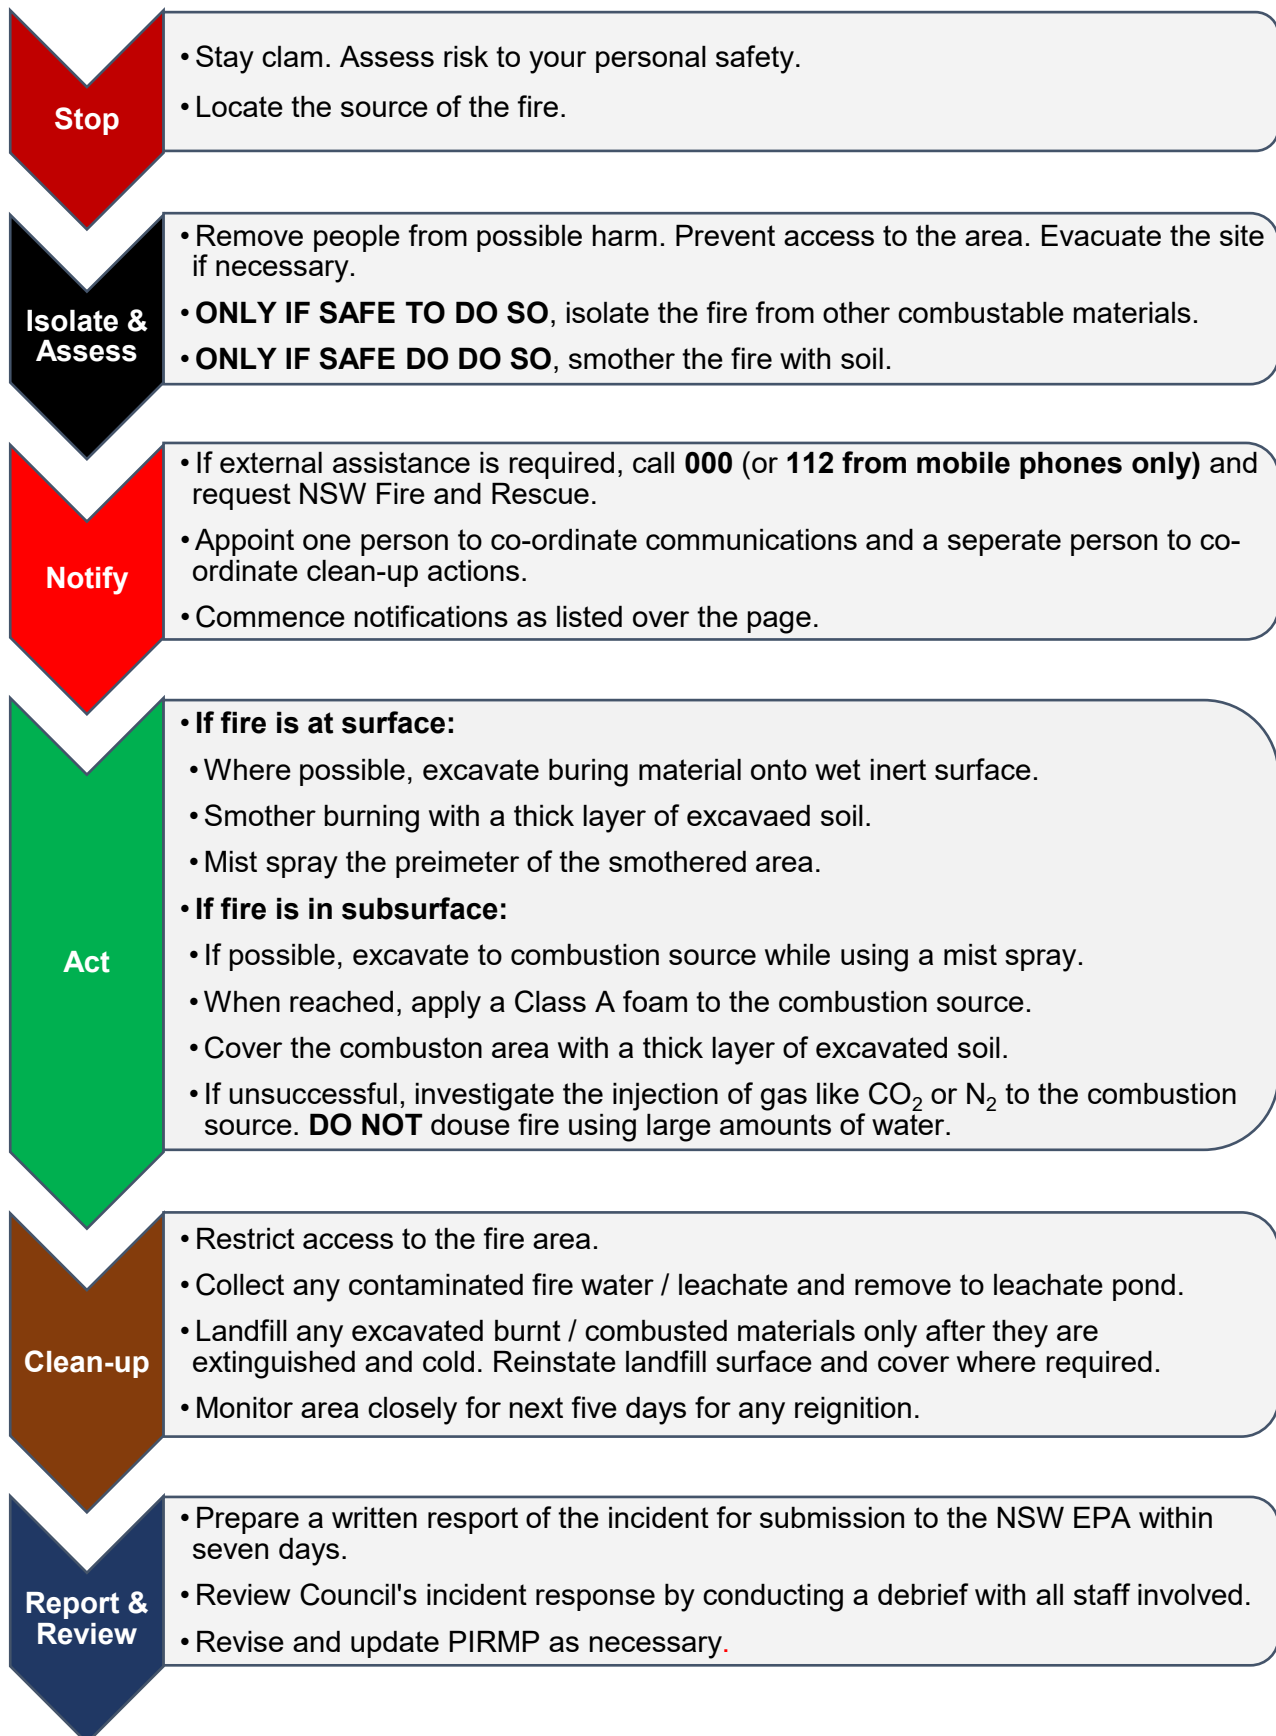 Stop
• Stay clam. Assess risk to your personal safety.
• Locate the source of the fire.
Isolate &
Assess
• Remove people from possible harm. Prevent access to the area. Evacuate the site
if necessary.
• ONLY IF SAFE TO DO SO, isolate the fire from other combustable materials.
• ONLY IF SAFE DO DO SO, smother the fire with soil.
Notify
• If external assistance is required, call 000 (or 112 from mobile phones only) and
request NSW Fire and Rescue.
• Appoint one person to co-ordinate communications and a seperate person to co-
ordinate clean-up actions.
• Commence notifications as listed over the page.
Act
• If fire is at surface:
• Where possible, excavate buring material onto wet inert surface.
• Smother burning with a thick layer of excavaed soil.
• Mist spray the preimeter of the smothered area.
• If fire is in subsurface:
• If possible, excavate to combustion source while using a mist spray.
• When reached, apply a Class A foam to the combustion source.
• Cover the combuston area with a thick layer of excavated soil.
• If unsuccessful, investigate the injection of gas like CO₂ or N₂ to the combustion
source. DO NOT douse fire using large amounts of water.
Clean-up
• Restrict access to the fire area.
• Collect any contaminated fire water / leachate and remove to leachate pond.
• Landfill any excavated burnt / combusted materials only after they are
extinguished and cold. Reinstate landfill surface and cover where required.
• Monitor area closely for next five days for any reignition.
Report &
Review
• Prepare a written resport of the incident for submission to the NSW EPA within
seven days.
• Review Council's incident response by conducting a debrief with all staff involved.
• Revise and update PIRMP as necessary.